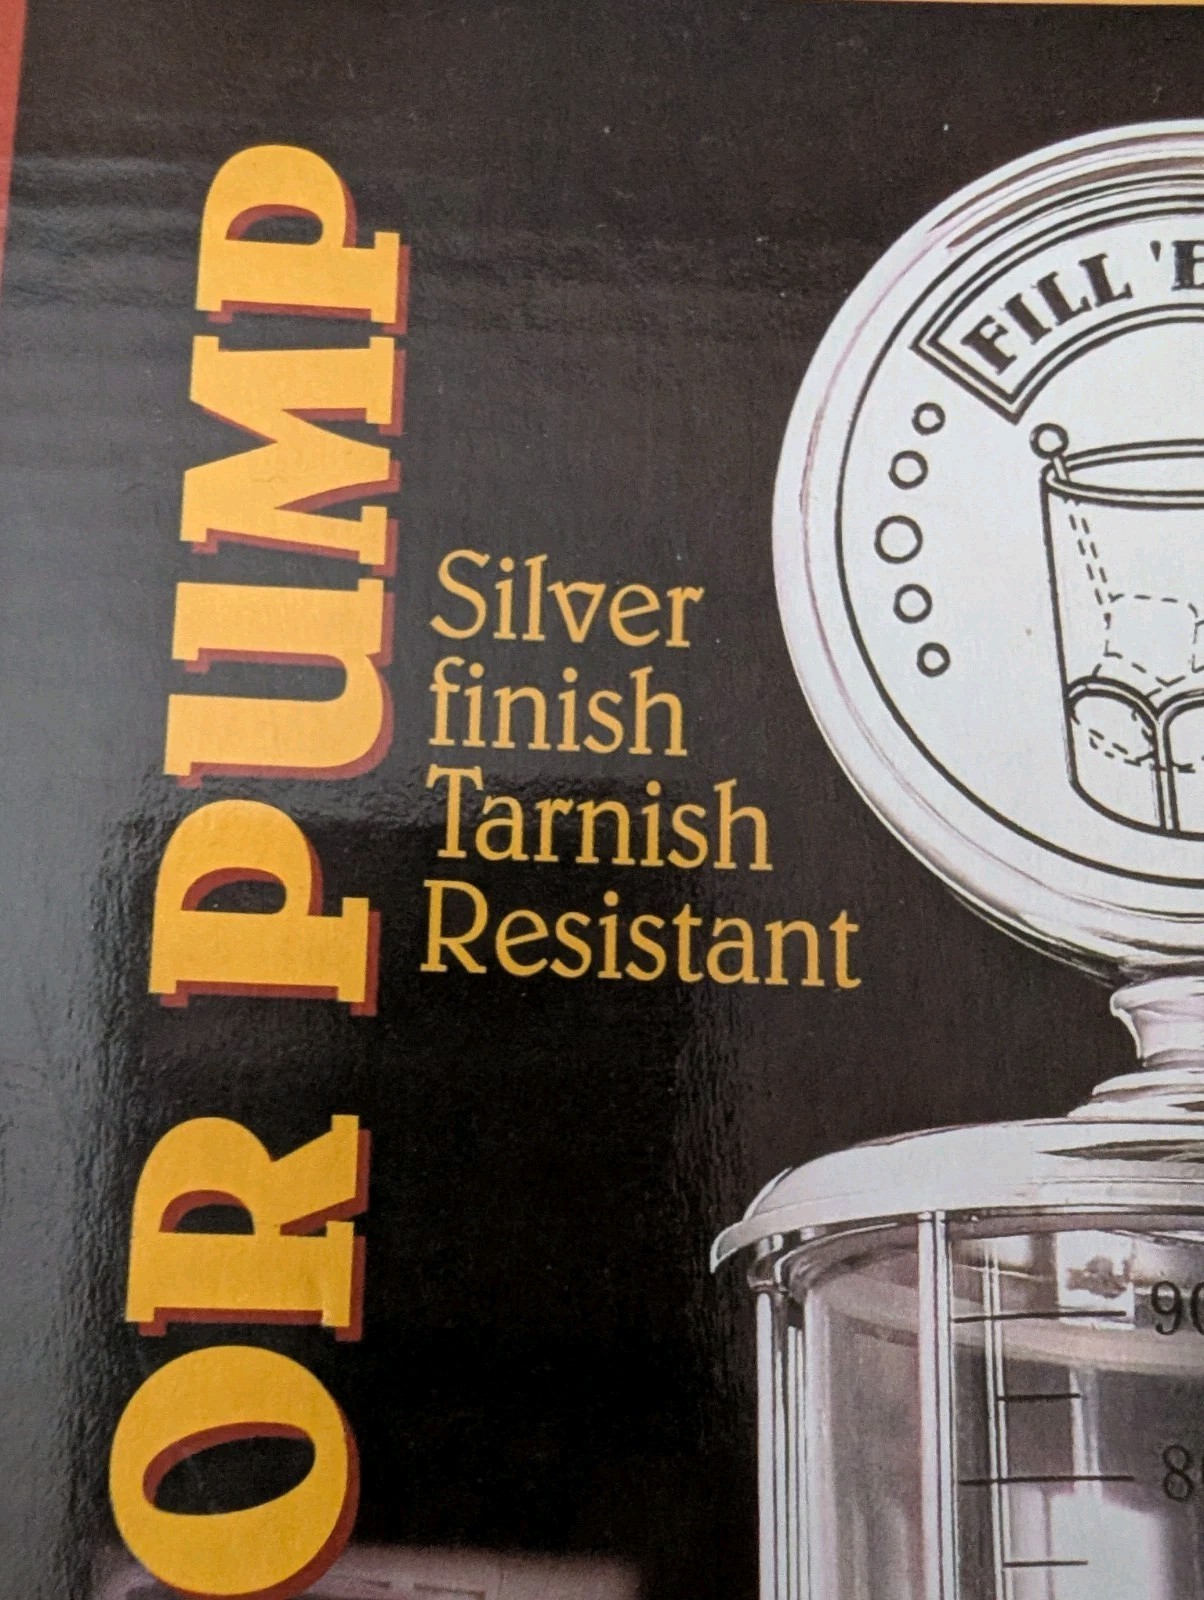 OR PUMP
Silver
finish
Tarnish
Resistant
FILL 'E
90
8